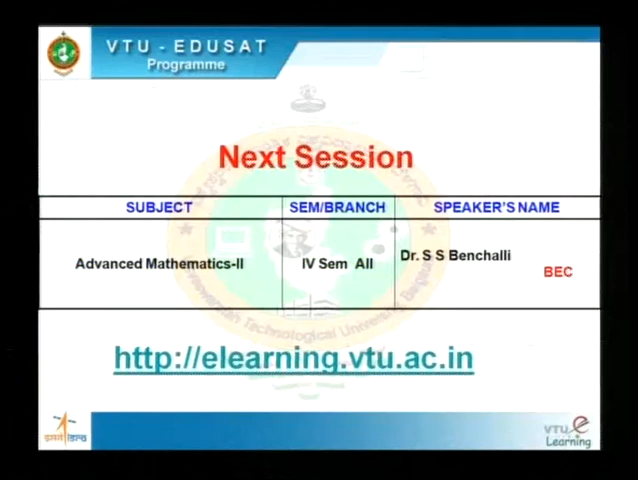 VTU - EDUSAT
Programme
Next Session
SUBJECT SEM/BRANCH SPEAKER'S NAME
Advanced Mathematics-II IV Sem All Dr. S S Benchalli
BEC
http://elearning.vtu.ac.in
VTU e
Learning